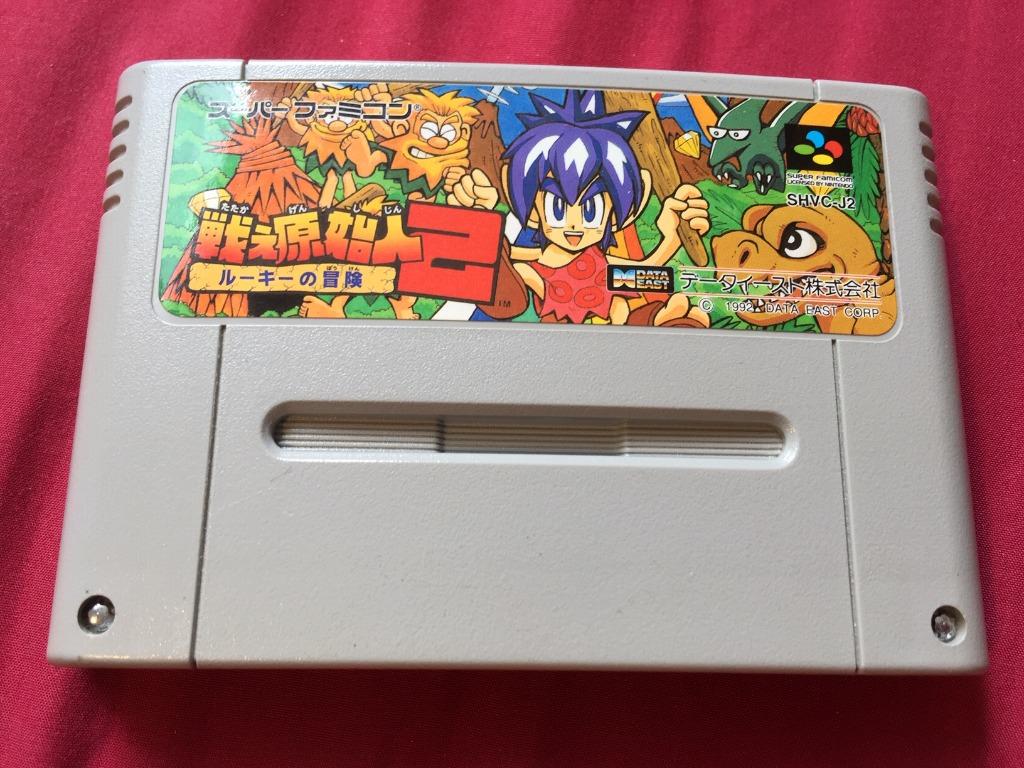 スーパーファミコン®
SUPER FAMICOM
LICENSED BY NINTENDO
SHVC-J2
たたか げん し じん
戦え原始人2
TM
ぼう けん
ルーキーの冒険
DATA EAST
データイースト株式会社
© 1992 DATA EAST CORP.